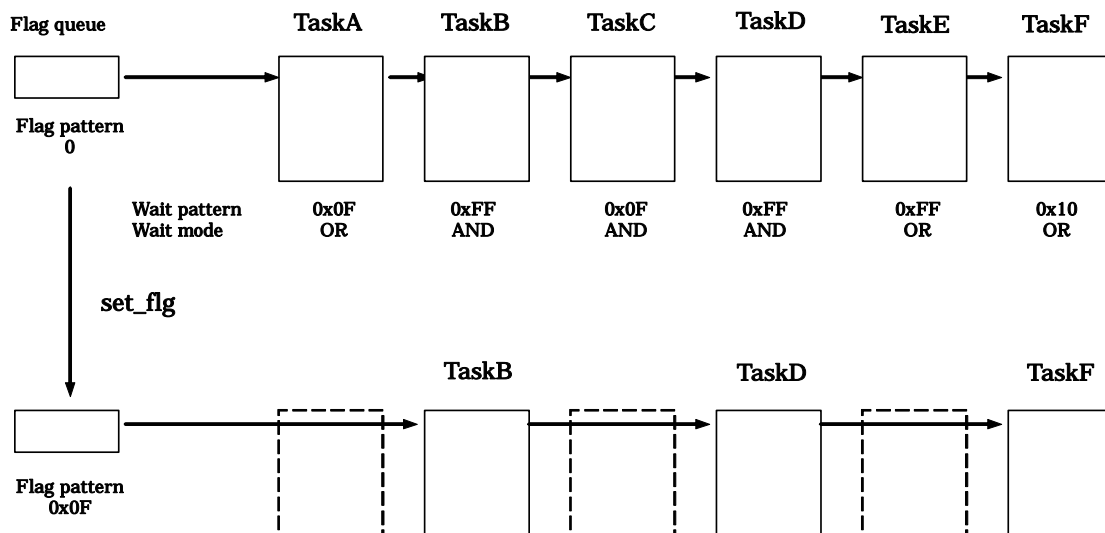 Flag queue
TaskA TaskB TaskC TaskD TaskE TaskF
Flag pattern
0
Wait pattern 0x0F 0xFF 0x0F 0xFF 0xFF 0x10
Wait mode OR AND AND AND OR OR
set_flg
TaskB TaskD TaskF
Flag pattern
0x0F